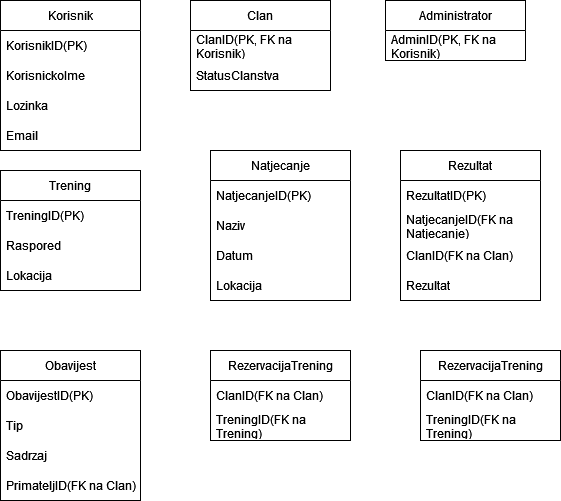 Korisnik
KorisnikID(PK)
KorisnickoIme
Lozinka
Email
Clan
ClanID(PK, FK na
Korisnik)
StatusClanstva
Administrator
AdminID(PK, FK na
Korisnik)
Trening
TreningID(PK)
Raspored
Lokacija
Natjecanje
NatjecanjeID(PK)
Naziv
Datum
Lokacija
Rezultat
RezultatID(PK)
NatjecanjeID(FK na
Natjecanje)
ClanID(FK na Clan)
Rezultat
Obavijest
ObavijestID(PK)
Tip
Sadrzaj
PrimateljID(FK na Clan)
RezervacijaTrening
ClanID(FK na Clan)
TreningID(FK na
Trening)
RezervacijaTrening
ClanID(FK na Clan)
TreningID(FK na
Trening)